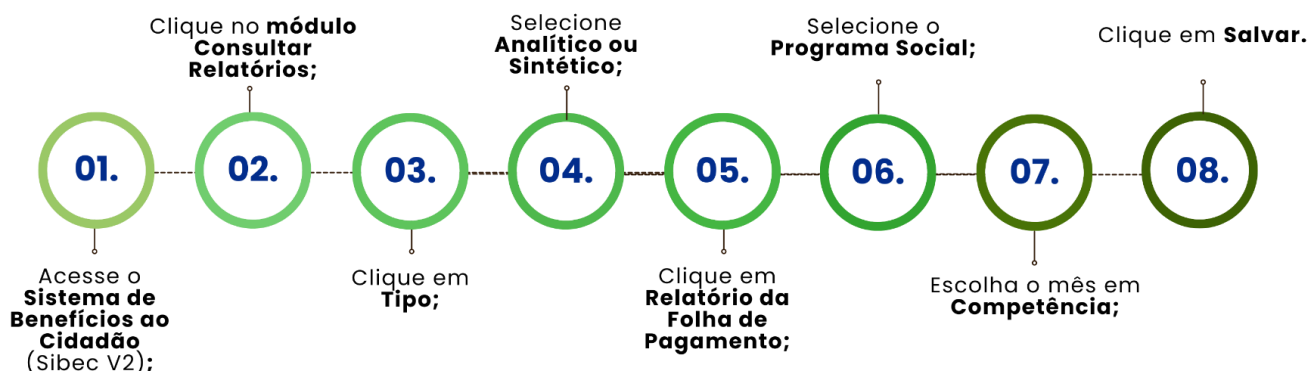 01.
Acesse o
Sistema de
Benefícios ao
Cidadão
(Sibec V2);
Clique no módulo
Consultar
Relatórios;
02.
03.
Clique em
Tipo;
Selecione
Analítico ou
Sintético;
04.
05.
Clique em
Relatório da
Folha de
Pagamento;
Selecione o
Programa Social;
06.
07.
Escolha o mês em
Competência;
Clique em Salvar.
08.